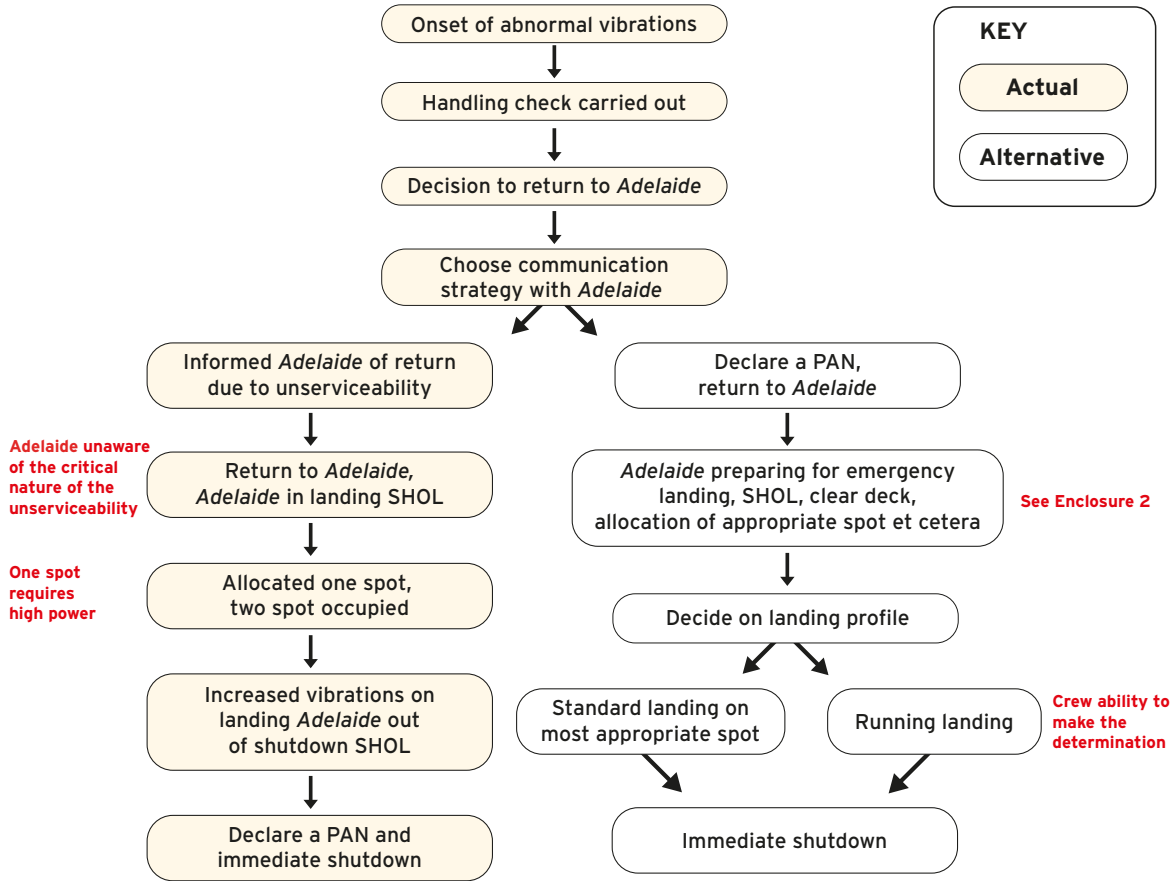 Onset of abnormal vibrations
KEY
Actual
Alternative
Handling check carried out
Decision to return to Adelaide
Choose communication
strategy with Adelaide
Informed Adelaide of return
due to unserviceability
Declare a PAN,
return to Adelaide
Adelaide unaware
of the critical
nature of the
unserviceability
Return to Adelaide,
Adelaide in landing SHOL
Adelaide preparing for emergency
landing, SHOL, clear deck,
allocation of appropriate spot et cetera
See Enclosure 2
One spot
requires
high power
Allocated one spot,
two spot occupied
Decide on landing profile
Increased vibrations on
landing Adelaide out
of shutdown SHOL
Standard landing on
most appropriate spot
Running landing
Crew ability to
make the
determination
Declare a PAN and
immediate shutdown
Immediate shutdown